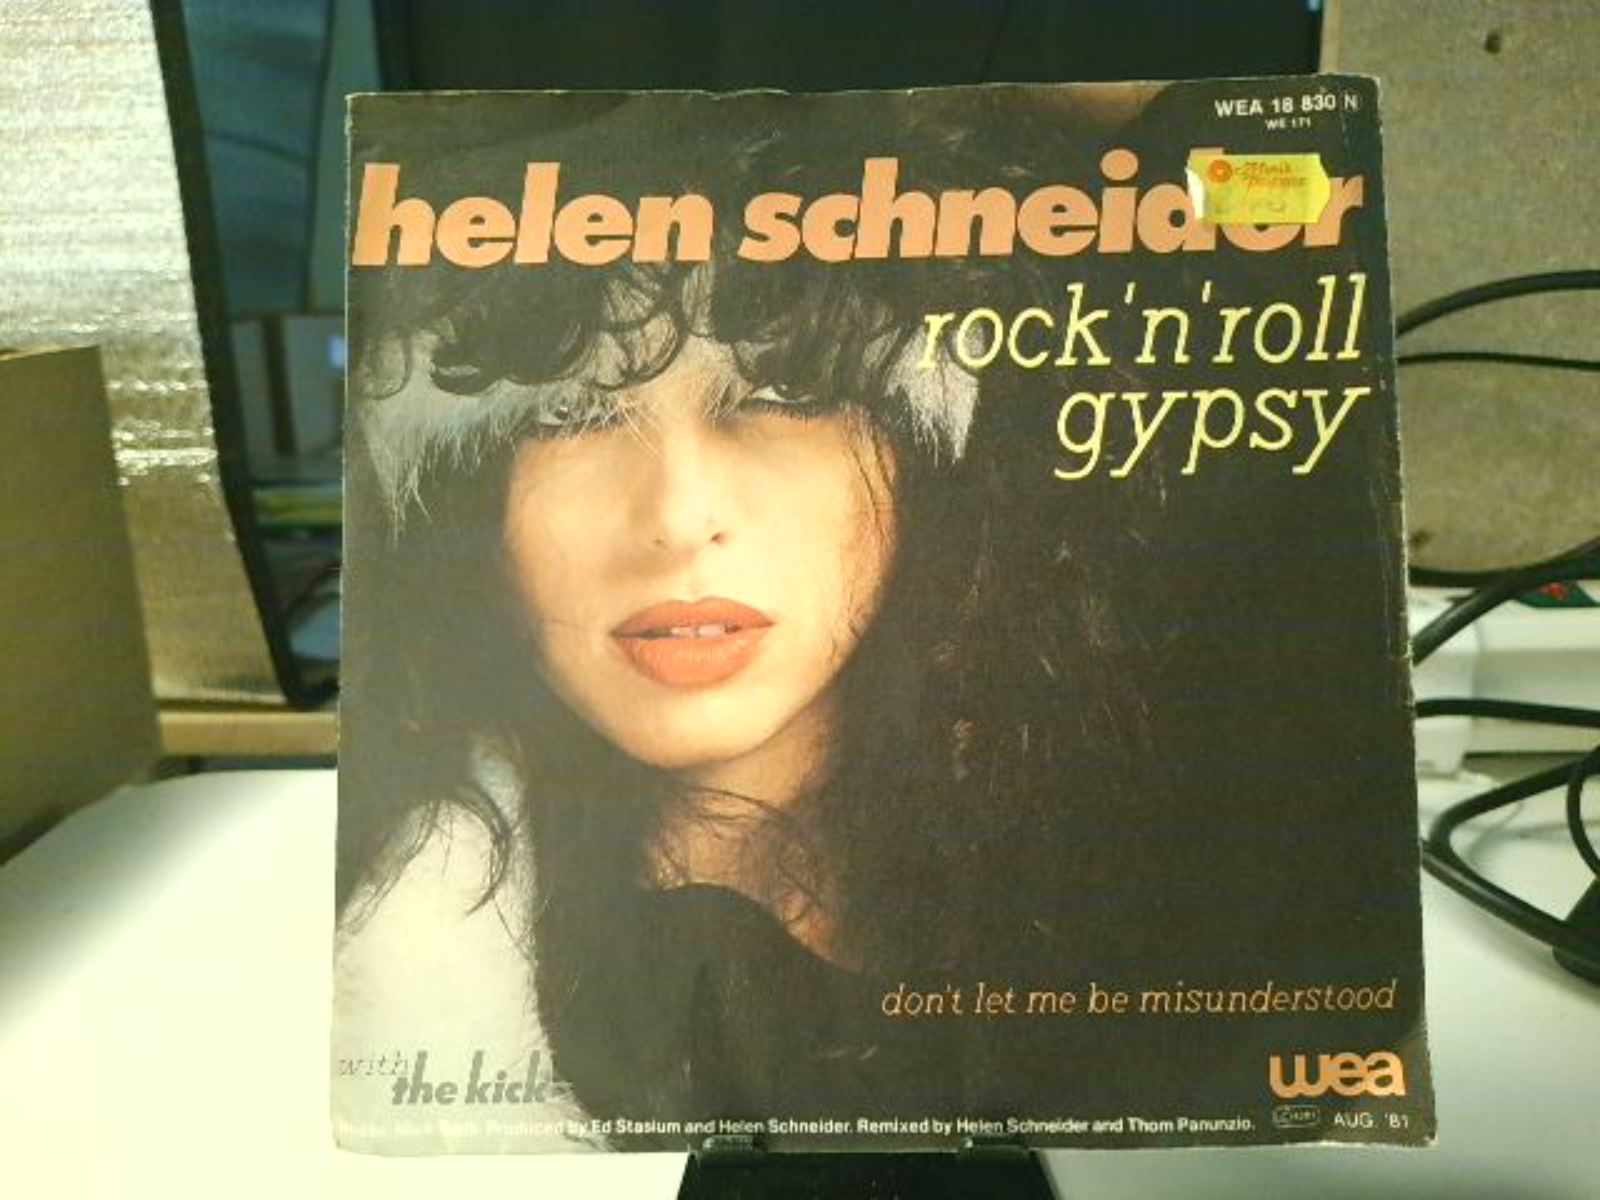 WEA 18 830 N
WE 171
helen schneider
rock'n'roll
gypsy
don't let me be misunderstood
with
the kick
wea
Produced by Ed Stasium and Helen Schneider. Remixed by Helen Schneider and Thom Panunzio.
AUG. '81